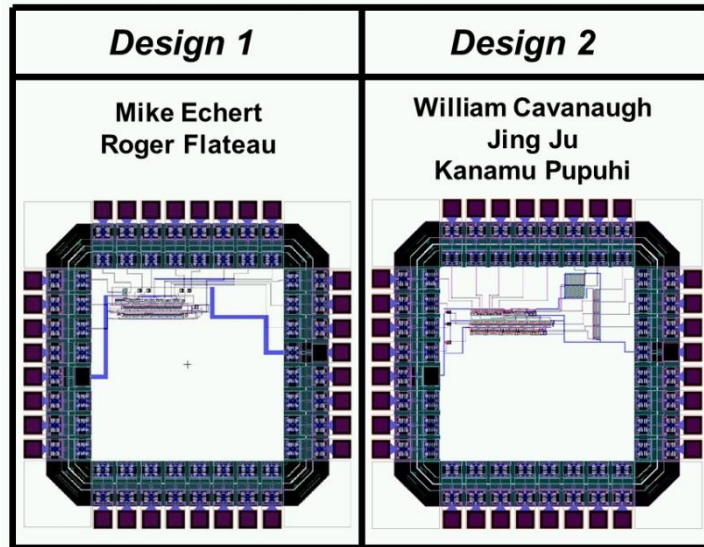 Design 1
Design 2
Mike Echert
Roger Flateau
William Cavanaugh
Jing Ju
Kanamu Pupuhi